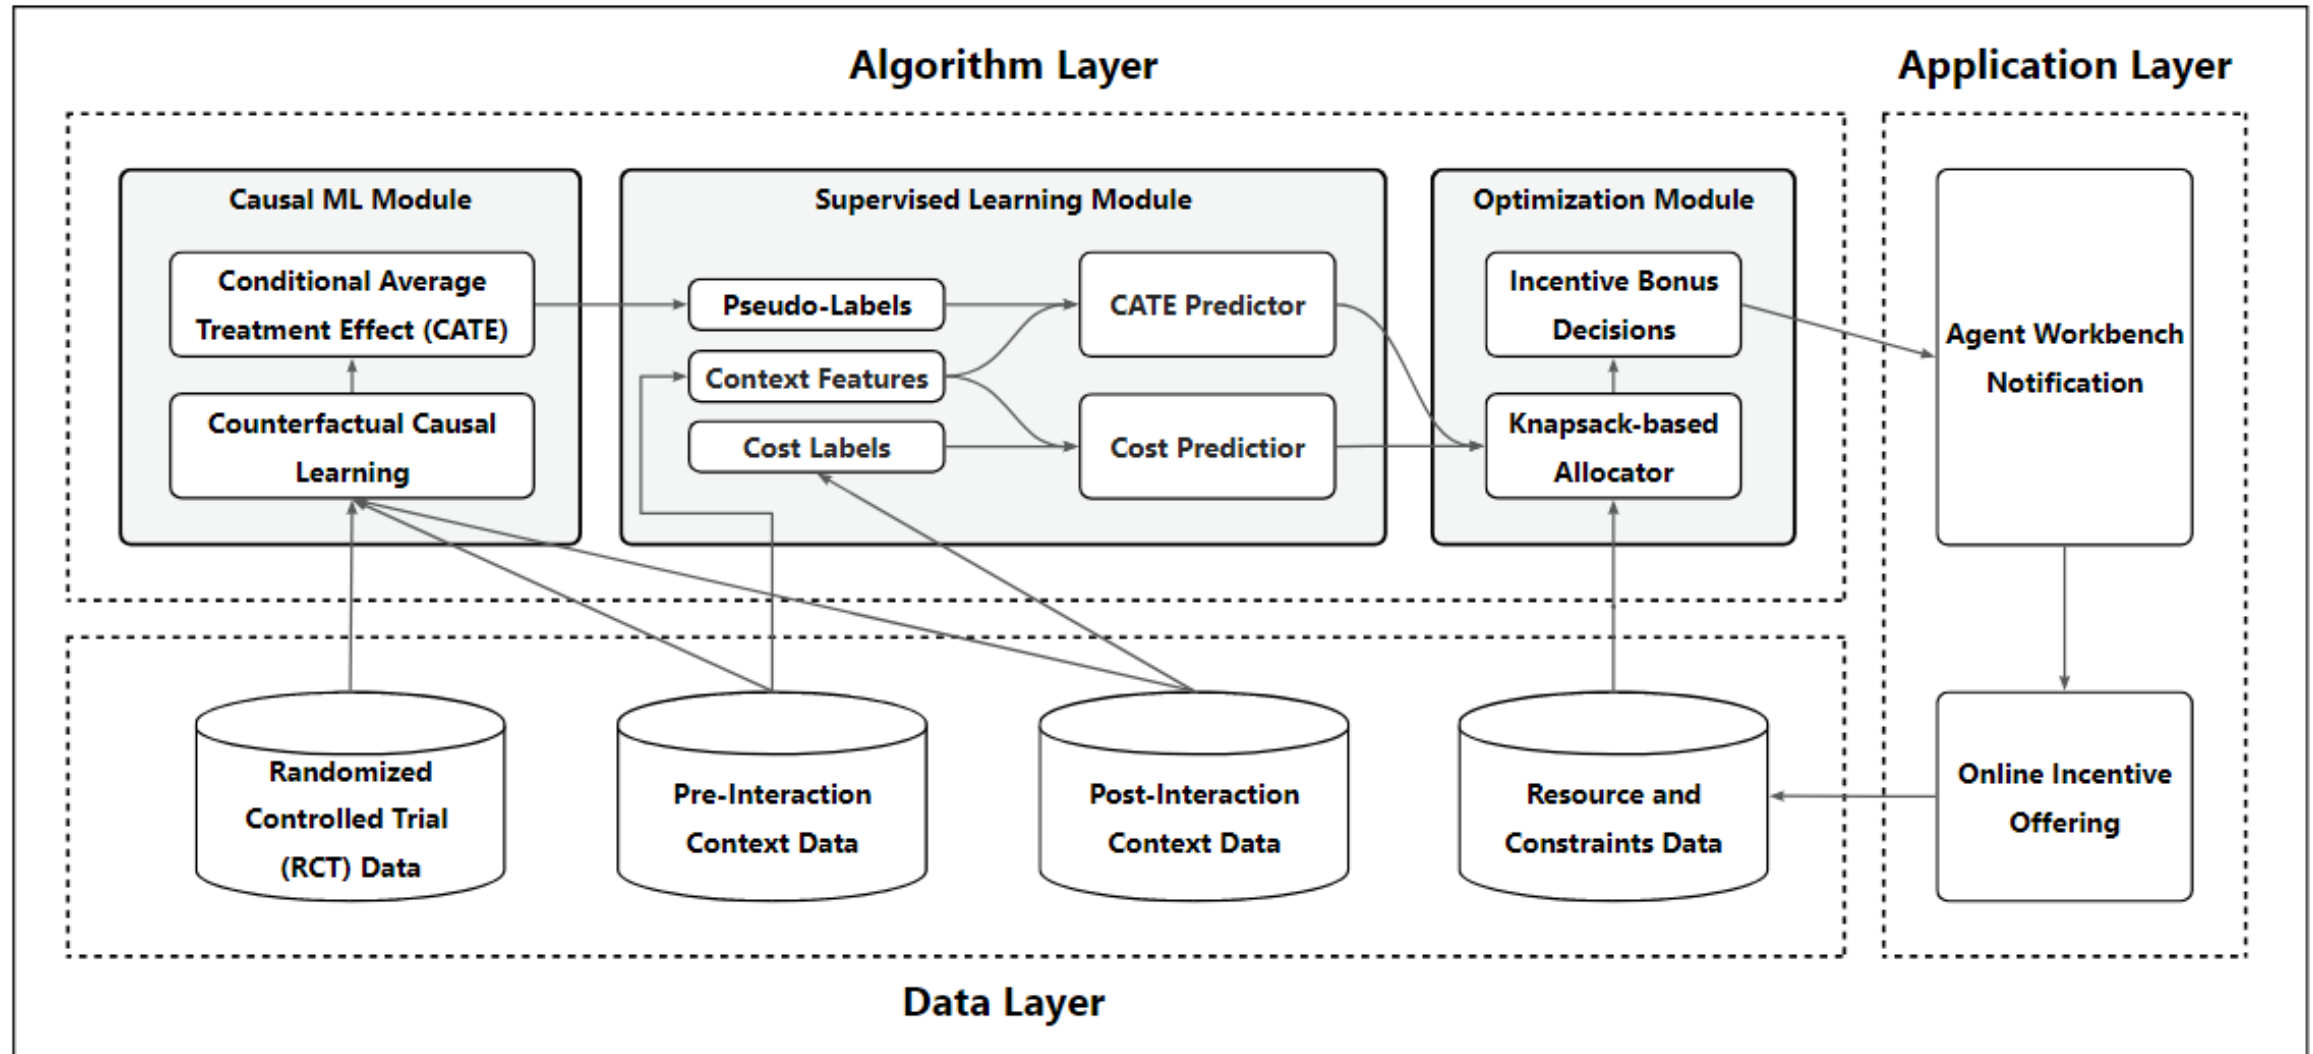 Algorithm Layer
Application Layer
Causal ML Module
Conditional Average
Treatment Effect (CATE)
Counterfactual Causal
Learning
Supervised Learning Module
Pseudo-Labels
Context Features
Cost Labels
CATE Predictor
Cost Predictior
Optimization Module
Incentive Bonus
Decisions
Knapsack-based
Allocator
Agent Workbench
Notification
Randomized
Controlled Trial
(RCT) Data
Pre-Interaction
Context Data
Post-Interaction
Context Data
Resource and
Constraints Data
Online Incentive
Offering
Data Layer